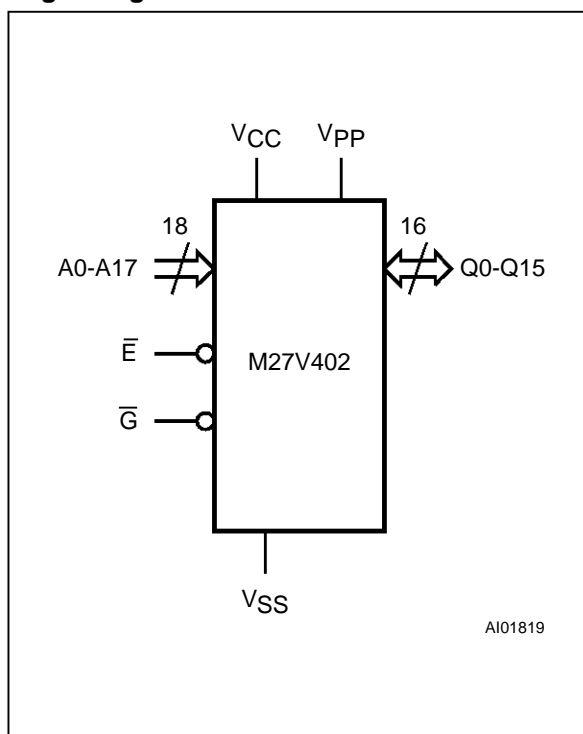 VCC VPP
18 16
A0-A17 Q0-Q15
E̅
M27V402
G̅
VSS
AI01819